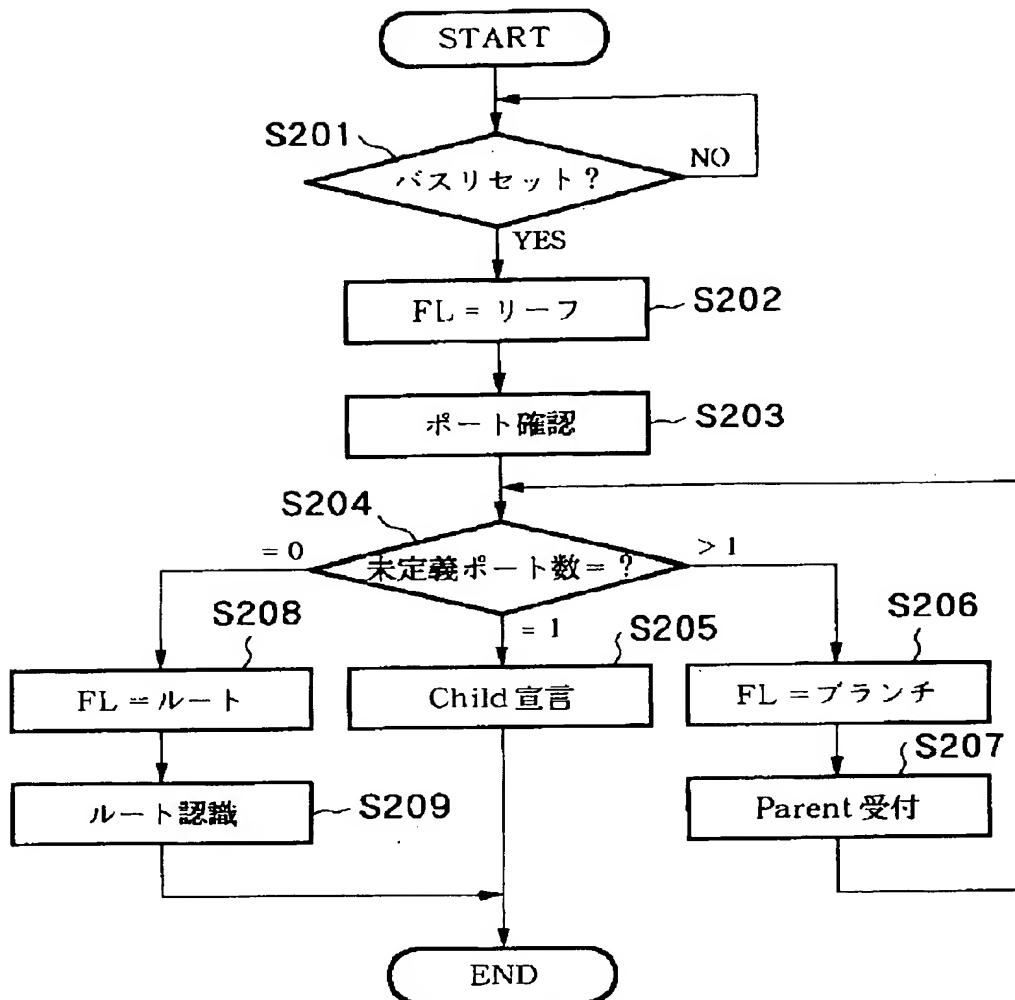 START
S201
バスリセット?
NO
YES
FL = リーフ
S202
ポート確認
S203
S204
= 0
未定義ポート数 = ?
> 1
S208
= 1
S205
S206
FL = ルート
Child 宣言
FL = ブランチ
S207
ルート認識
S209
Parent 受付
END